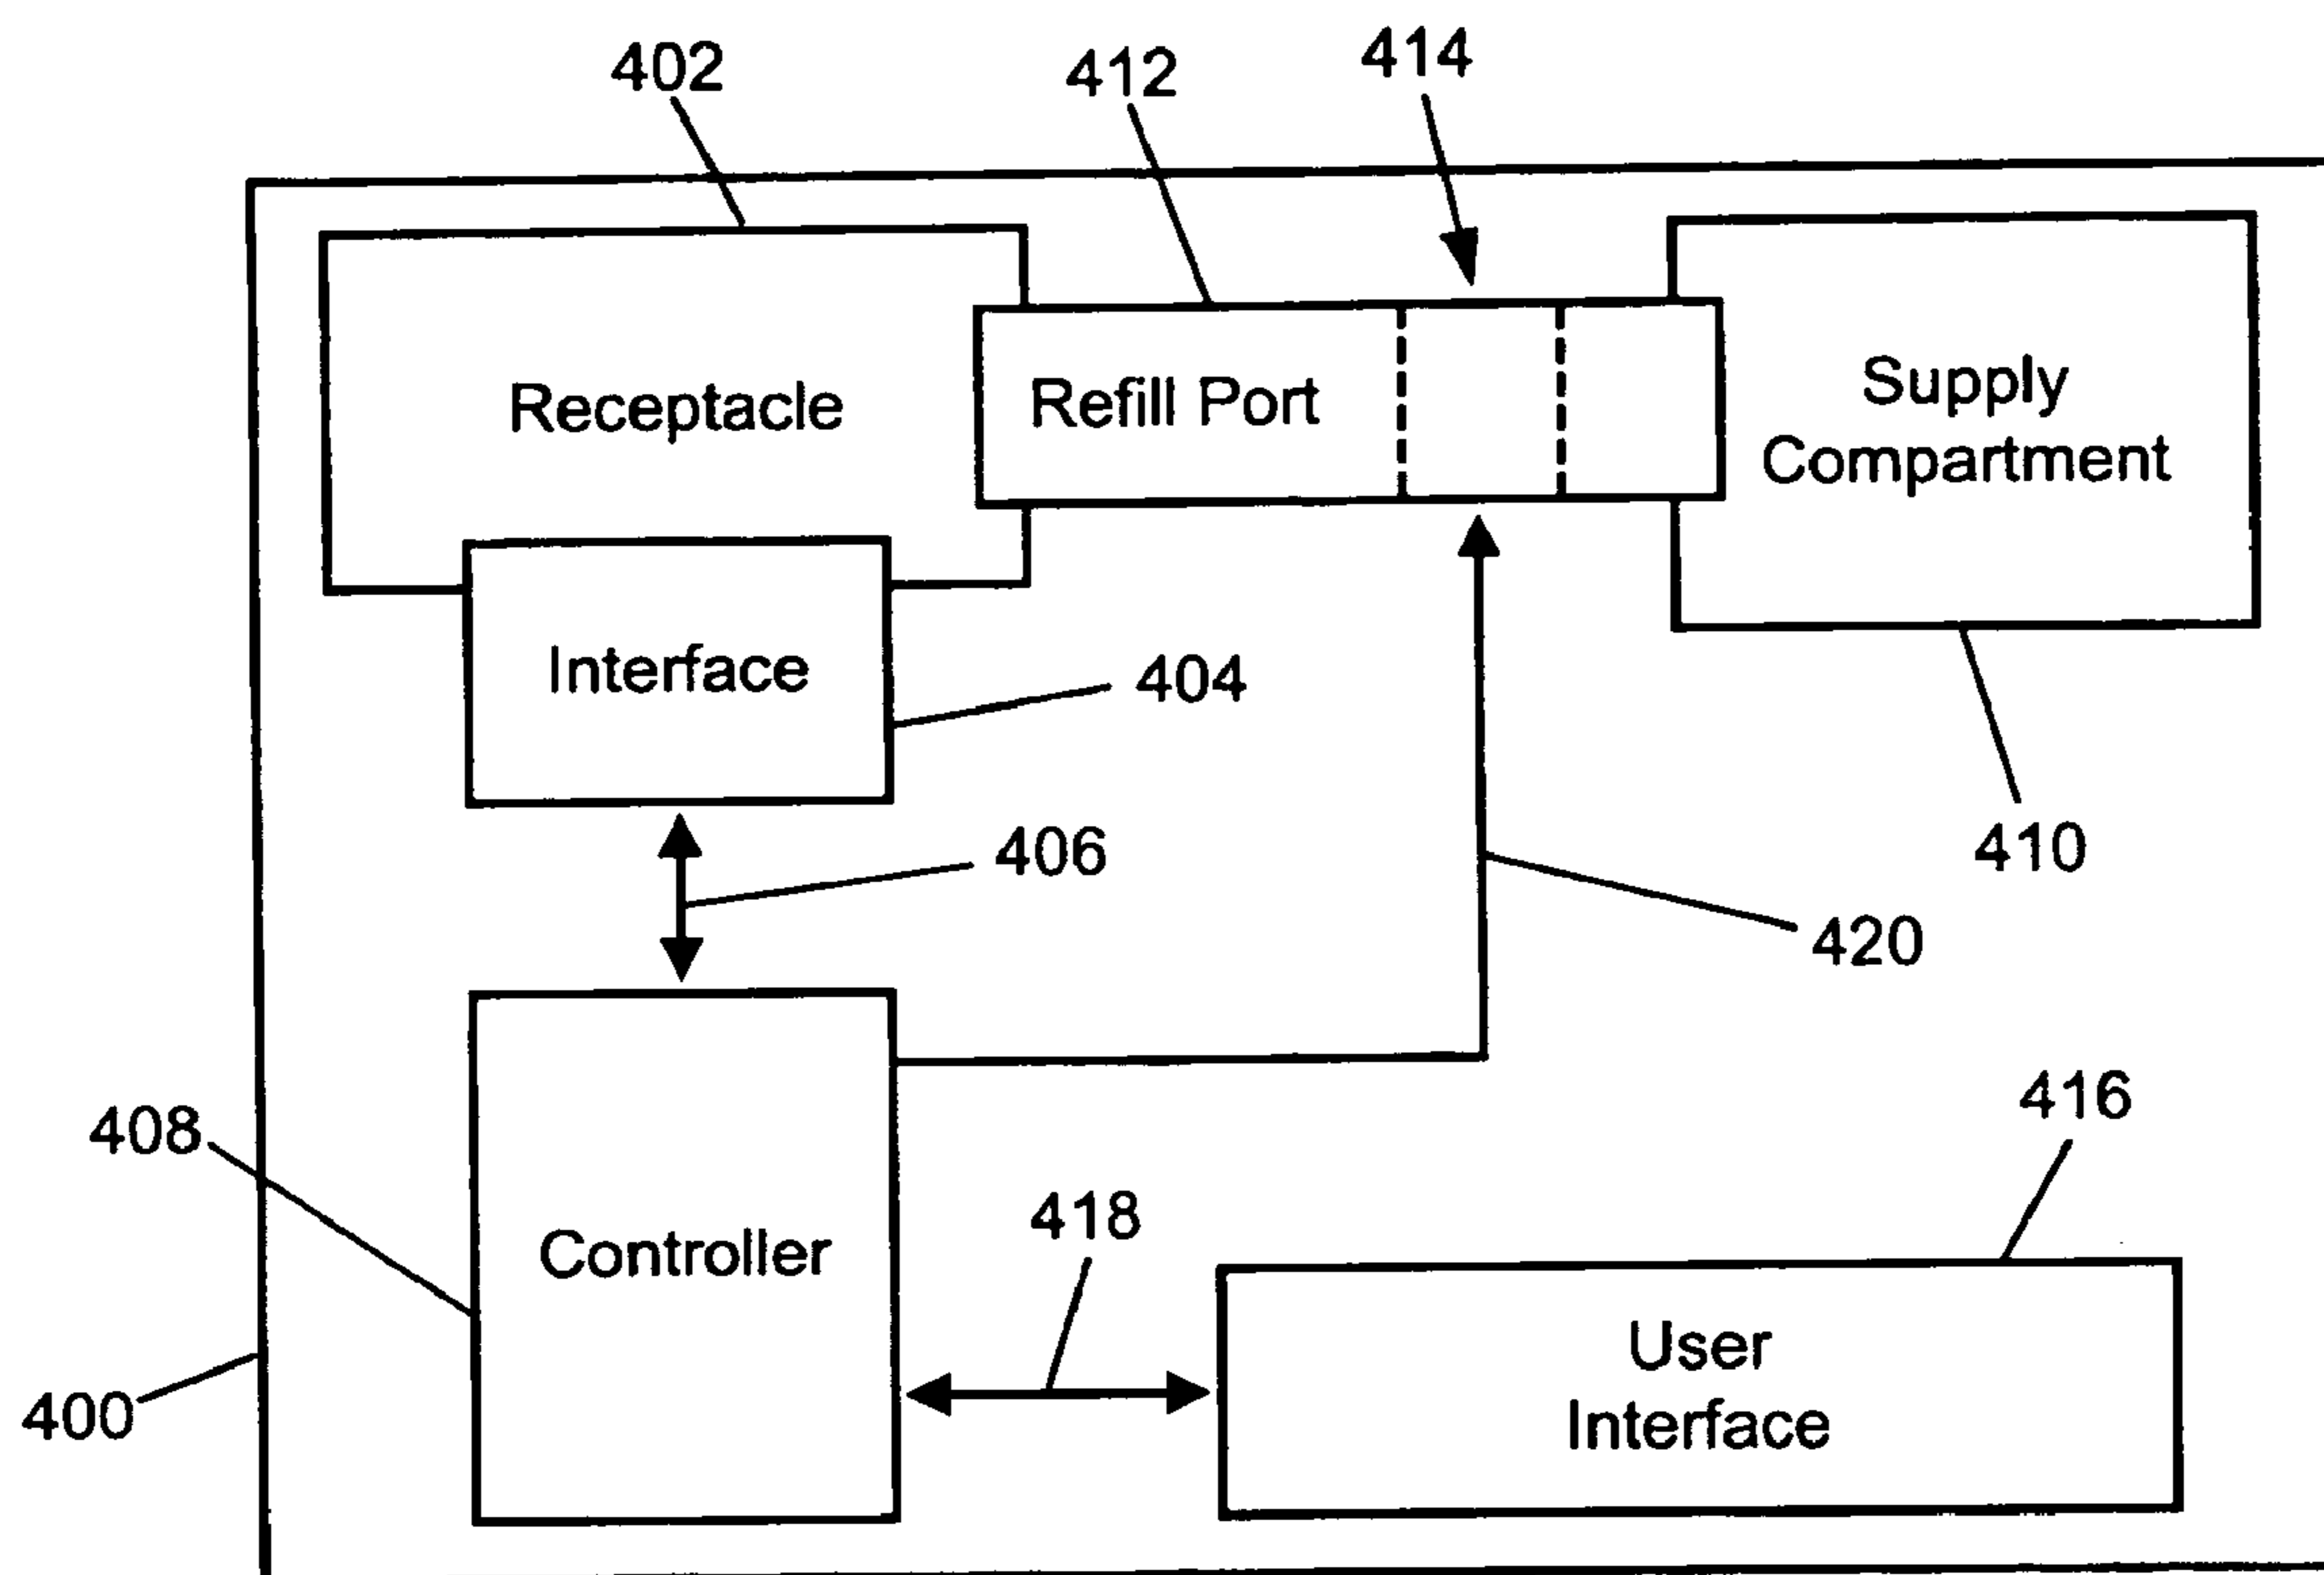 402
412
414
Receptacle
Refill Port
Supply
Compartment
Interface
404
406
410
420
408
Controller
418
416
400
User
Interface